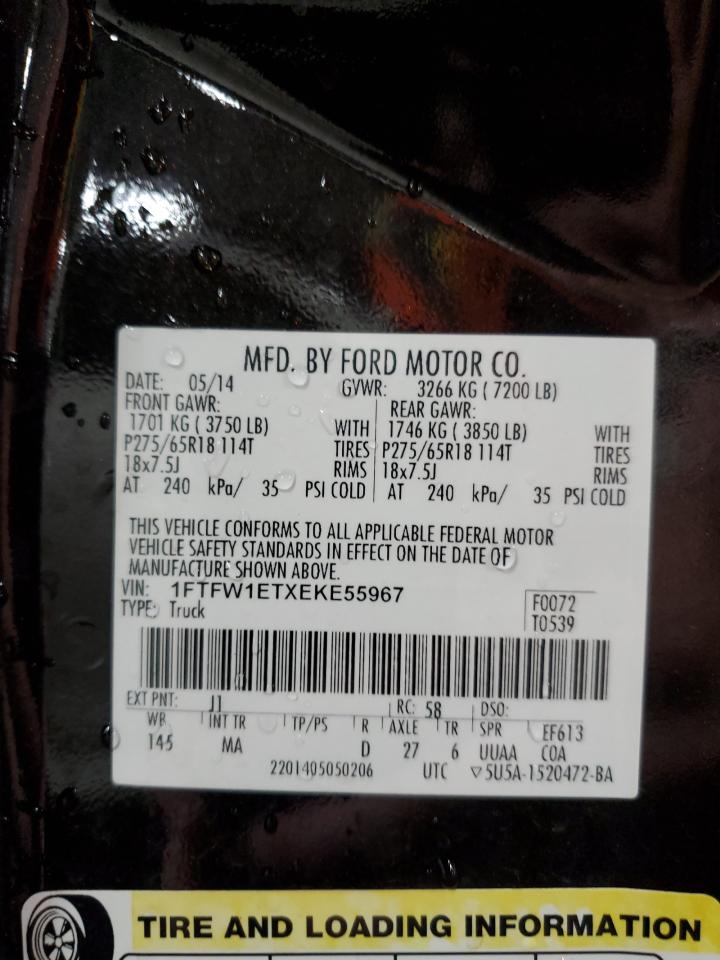 MFD. BY FORD MOTOR CO.
DATE: 05/14 GVWR: 3266 KG ( 7200 LB)
FRONT GAWR: REAR GAWR:
1701 KG ( 3750 LB) WITH 1746 KG ( 3850 LB) WITH
P275/65R18 114T TIRES P275/65R18 114T TIRES
18x7.5J RIMS 18x7.5J RIMS
AT 240 kPa/ 35 PSI COLD AT 240 kPa/ 35 PSI COLD
THIS VEHICLE CONFORMS TO ALL APPLICABLE FEDERAL MOTOR
VEHICLE SAFETY STANDARDS IN EFFECT ON THE DATE OF
MANUFACTURE SHOWN ABOVE.
VIN: 1FTFW1ETXEKE55967 F0072
TYPE: Truck T0539
EXT PNT: J1 RC: 58 DSO:
WB INT TR TP/PS R AXLE TR SPR EF613
145 MA D 27 6 UUAA COA
2201405050206 UTC ▽5U5A-1520472-BA
TIRE AND LOADING INFORMATION